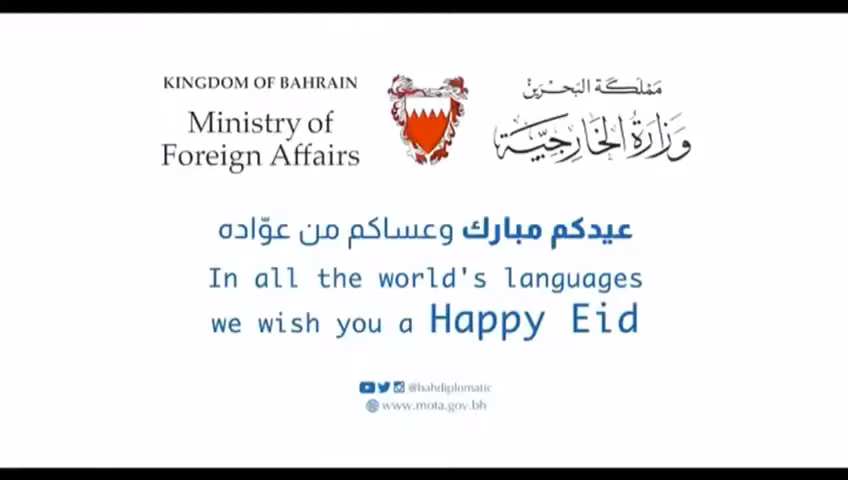 KINGDOM OF BAHRAIN
Ministry of
Foreign Affairs
مملكة البحرين
وزارة الخارجية
عيدكم مبارك وعساكم من عوّاده
In all the world's languages
we wish you a Happy Eid
@bahdiplomatic
www.mofa.gov.bh